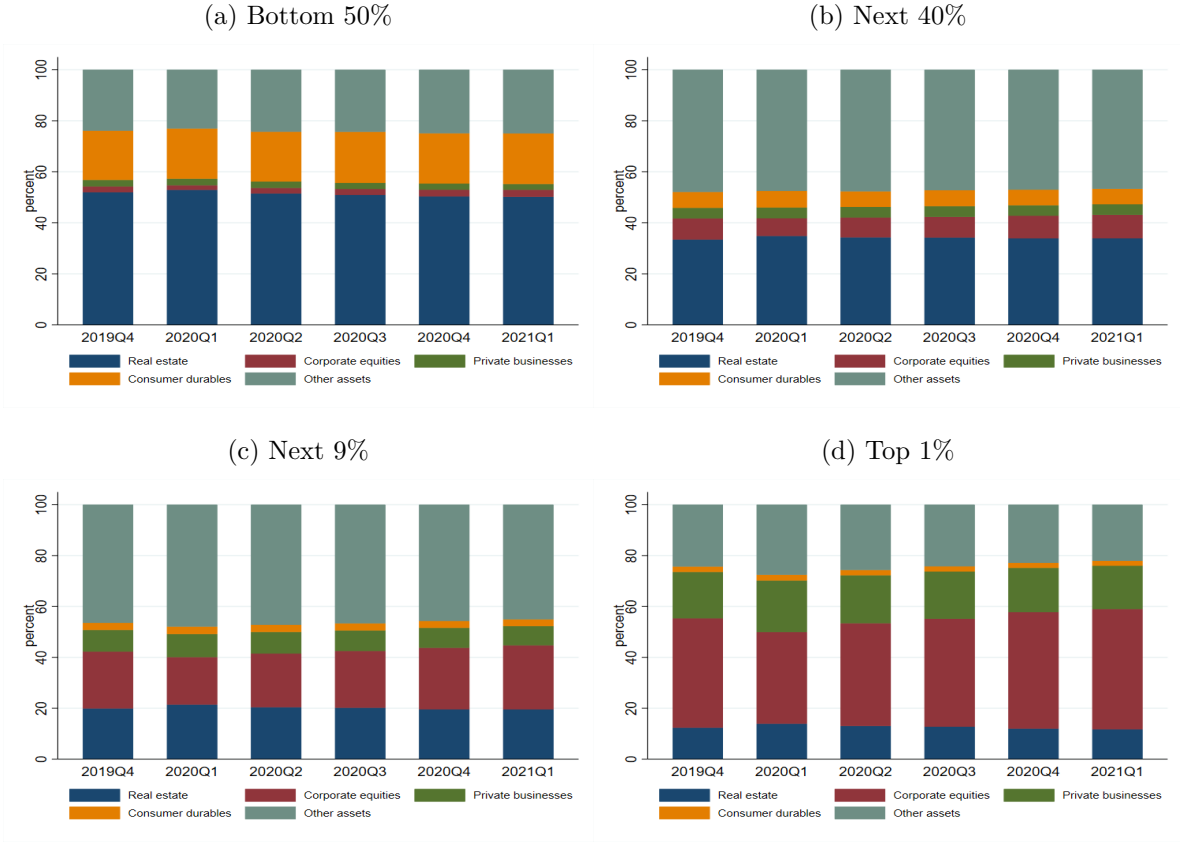 (a) Bottom 50%
percent
100
80
60
40
20
0
2019Q4 2020Q1 2020Q2 2020Q3 2020Q4 2021Q1
Real estate Corporate equities Private businesses
Consumer durables Other assets
(b) Next 40%
percent
100
80
60
40
20
0
2019Q4 2020Q1 2020Q2 2020Q3 2020Q4 2021Q1
Real estate Corporate equities Private businesses
Consumer durables Other assets
(c) Next 9%
percent
100
80
60
40
20
0
2019Q4 2020Q1 2020Q2 2020Q3 2020Q4 2021Q1
Real estate Corporate equities Private businesses
Consumer durables Other assets
(d) Top 1%
percent
100
80
60
40
20
0
2019Q4 2020Q1 2020Q2 2020Q3 2020Q4 2021Q1
Real estate Corporate equities Private businesses
Consumer durables Other assets